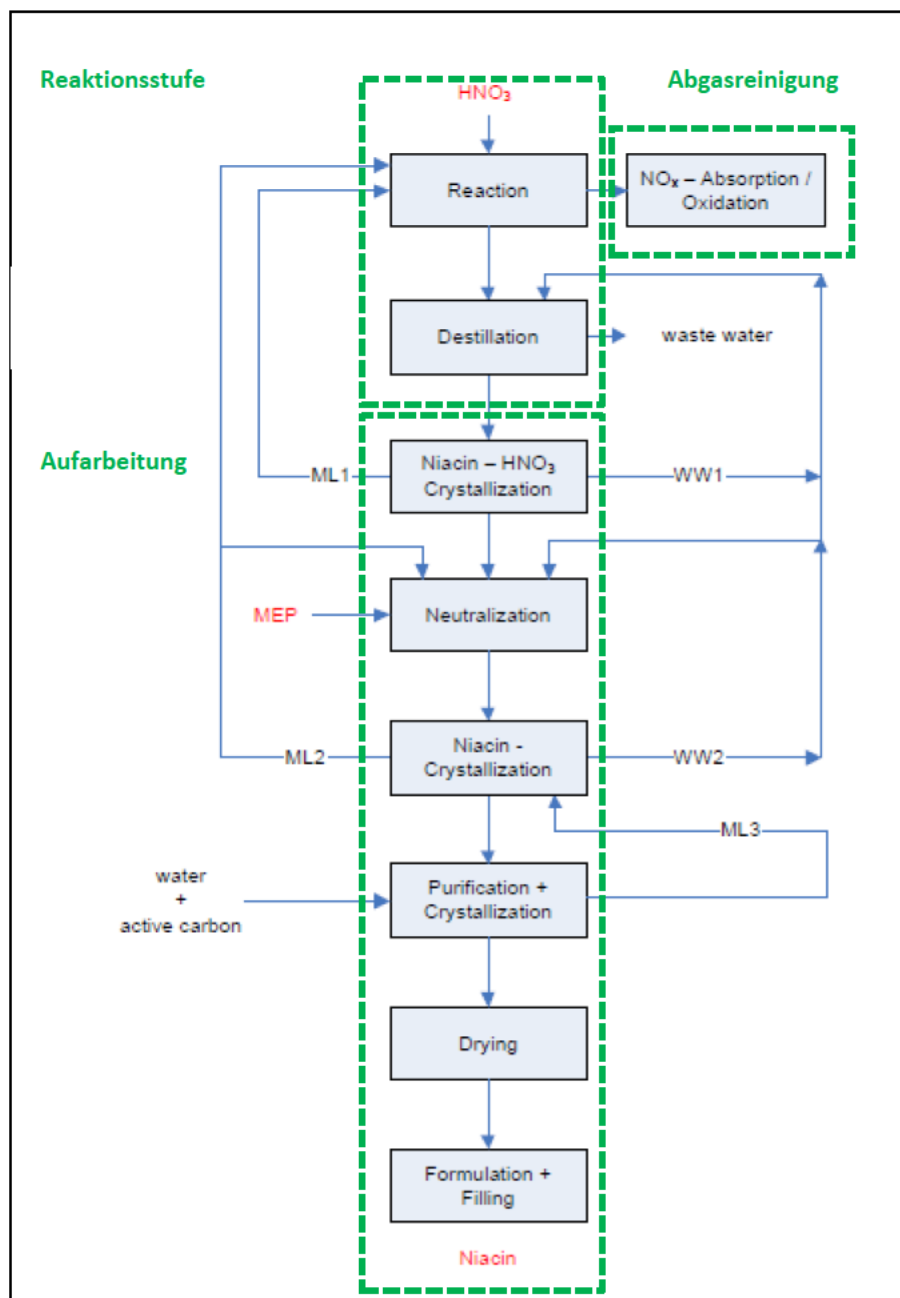 Reaktionsstufe
Abgasreinigung
HNO₃
Reaction
NOₓ – Absorption /
Oxidation
Destillation
waste water
Aufarbeitung
ML1
Niacin – HNO₃
Crystallization
WW1
MEP
Neutralization
ML2
Niacin -
Crystallization
WW2
ML3
water
+
active carbon
Purification +
Crystallization
Drying
Formulation +
Filling
Niacin